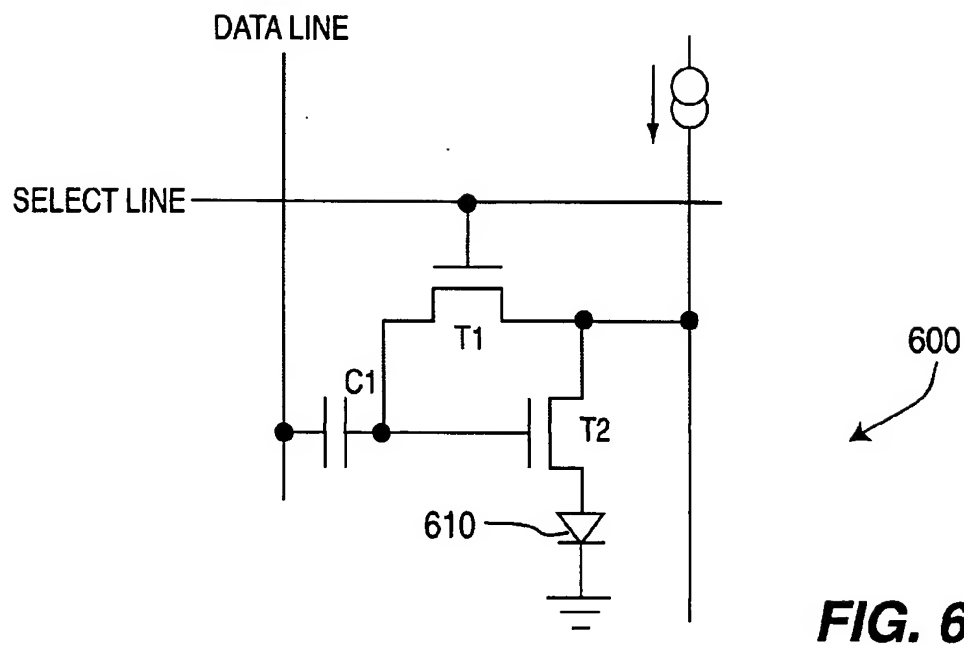 DATA LINE
SELECT LINE
T1
600
C1
T2
610
FIG. 6